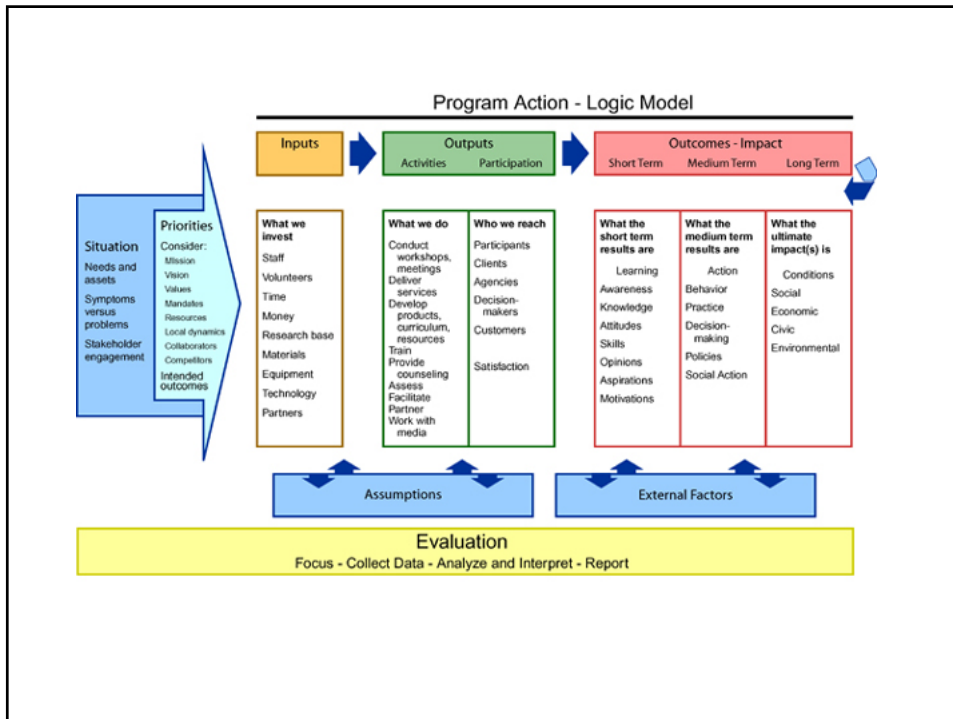 Program Action - Logic Model
Inputs
Outputs
Activities
Participation
Outcomes - Impact
Short Term
Medium Term
Long Term
Situation
Needs and
assets
Symptoms
versus
problems
Stakeholder
engagement
Priorities
Consider:
Mission
Vision
Values
Mandates
Resources
Local dynamics
Collaborators
Competitors
Intended
outcomes
What we
invest
Staff
Volunteers
Time
Money
Research base
Materials
Equipment
Technology
Partners
What we do
Conduct
workshops,
meetings
Deliver
services
Develop
products,
curriculum,
resources
Train
Provide
counseling
Assess
Facilitate
Partner
Work with
media
Who we reach
Participants
Clients
Agencies
Decision-
makers
Customers
Satisfaction
What the
short term
results are
Learning
Awareness
Knowledge
Attitudes
Skills
Opinions
Aspirations
Motivations
What the
medium term
results are
Action
Behavior
Practice
Decision-
making
Policies
Social Action
What the
ultimate
impact(s) is
Conditions
Social
Economic
Civic
Environmental
Assumptions
External Factors
Evaluation
Focus - Collect Data - Analyze and Interpret - Report